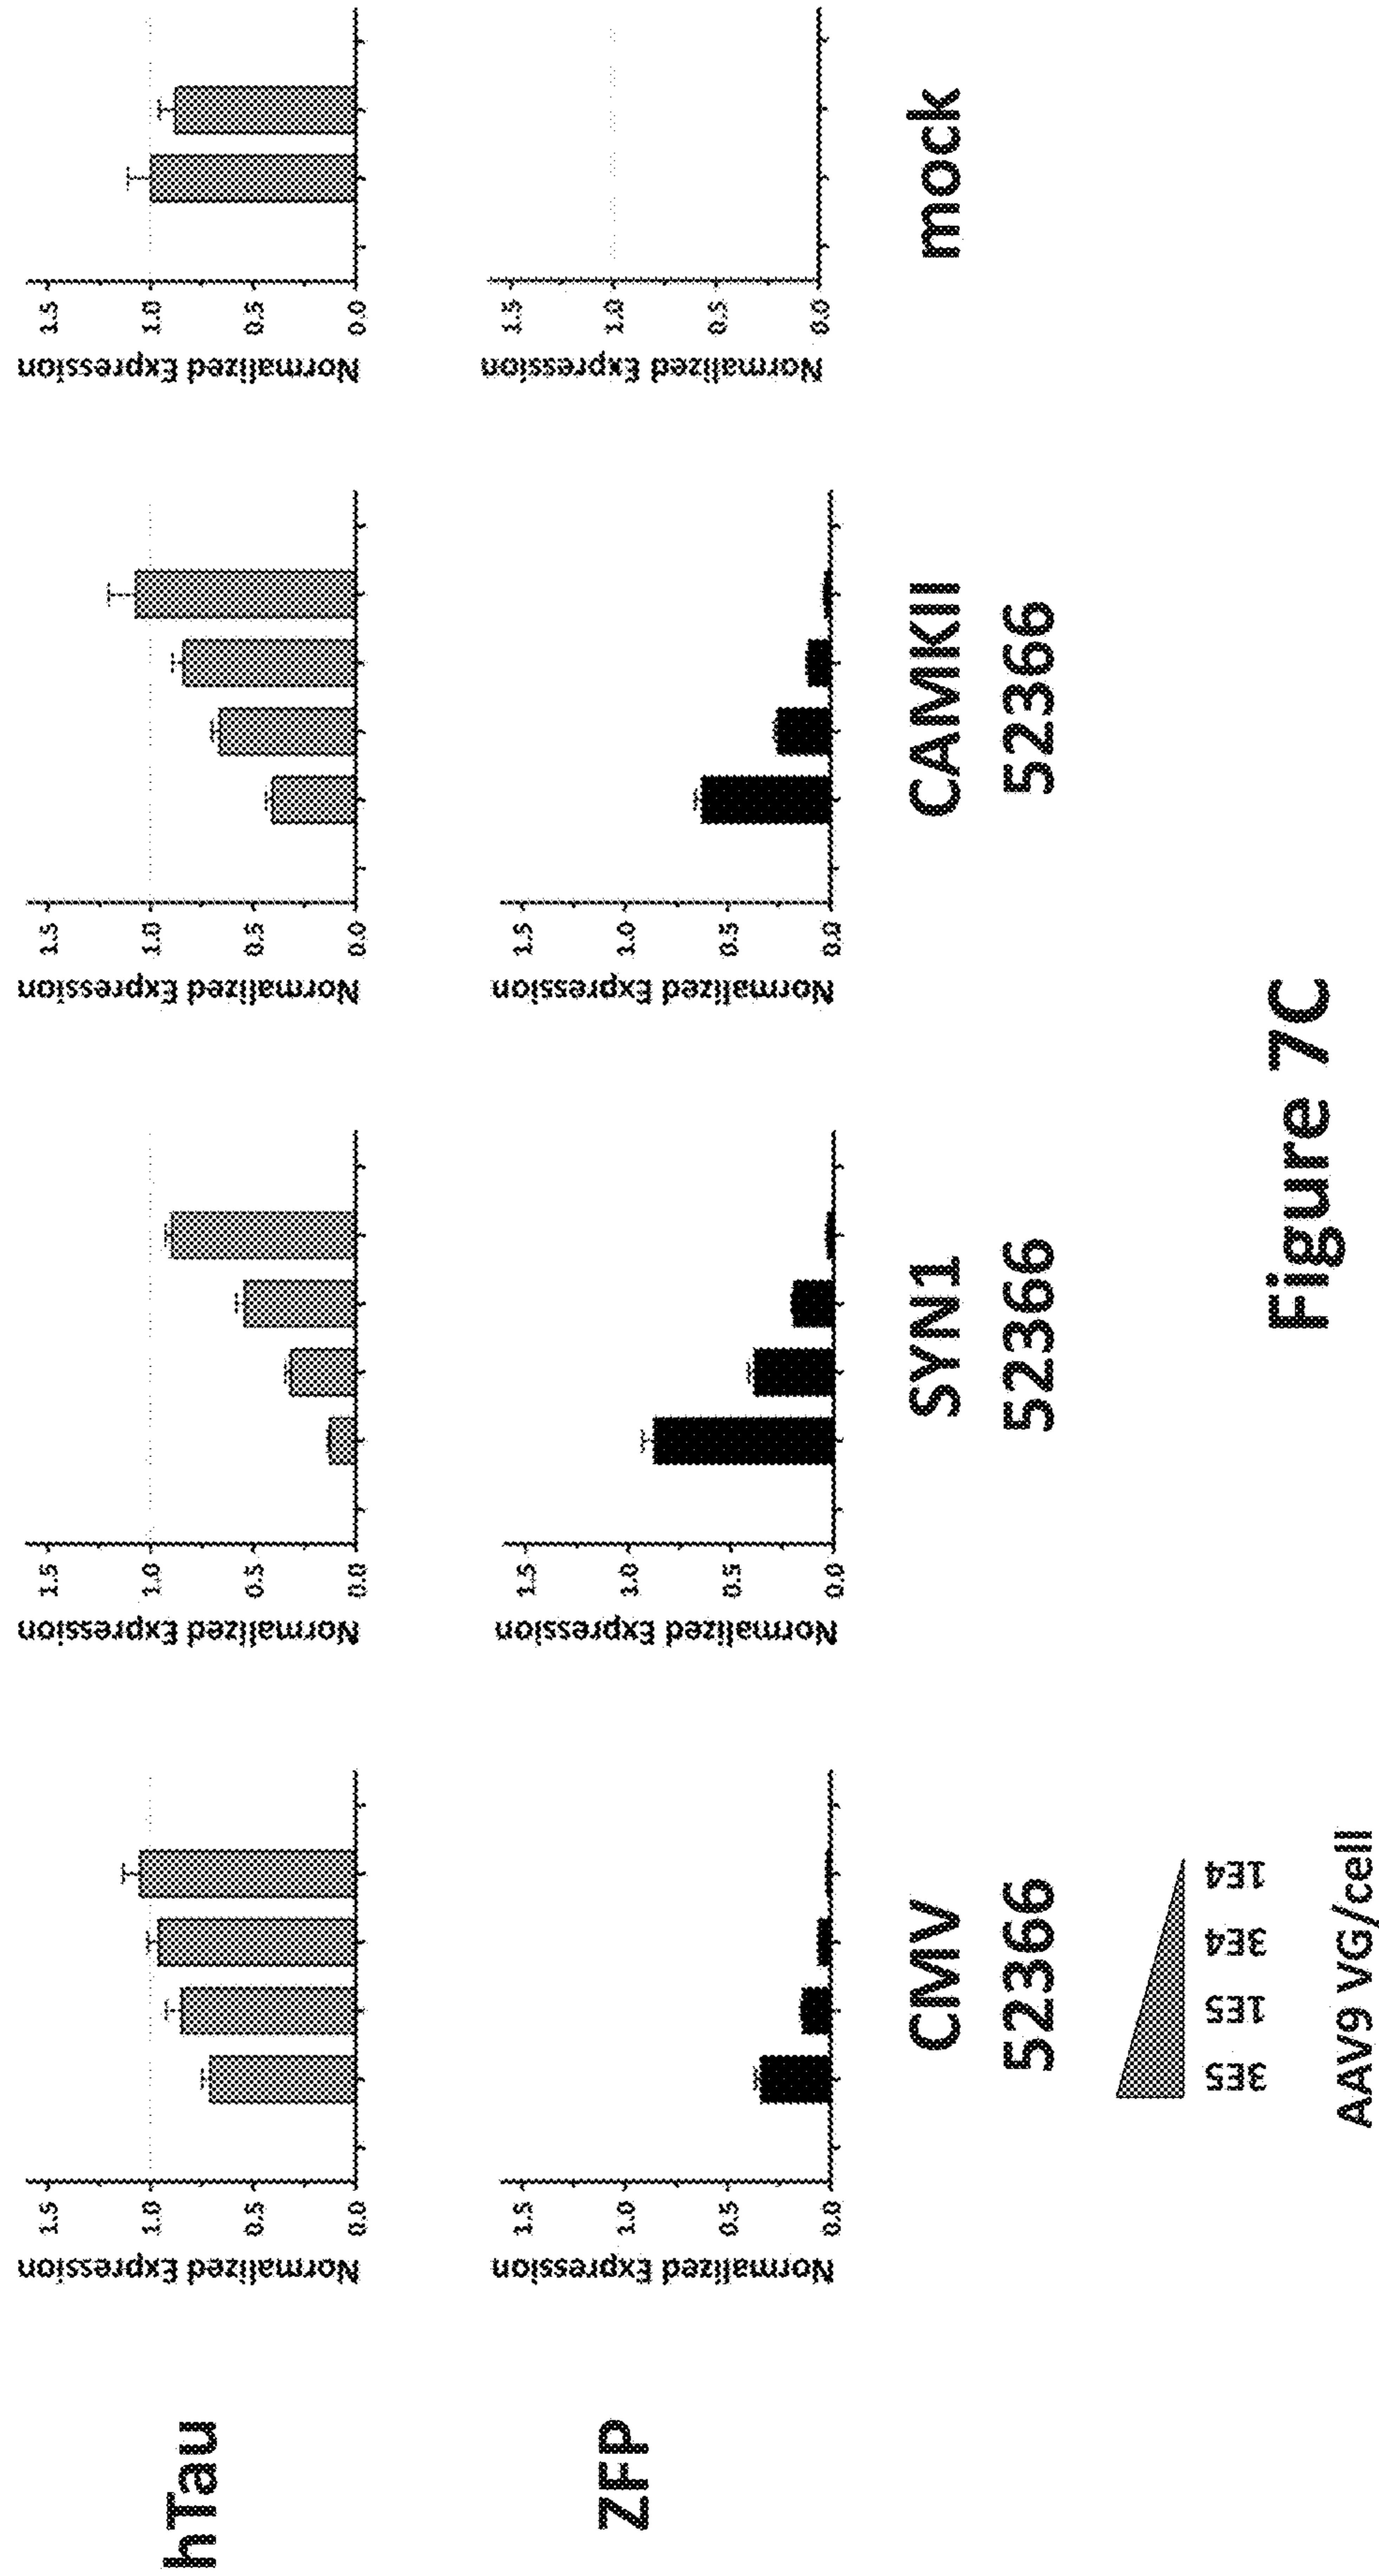 hTau
Normalized Expression
1.5
1.0
0.5
0.0
Normalized Expression
1.5
1.0
0.5
0.0
Normalized Expression
1.5
1.0
0.5
0.0
Normalized Expression
1.5
1.0
0.5
0.0
ZFP
Normalized Expression
1.5
1.0
0.5
0.0
Normalized Expression
1.5
1.0
0.5
0.0
Normalized Expression
1.5
1.0
0.5
0.0
Normalized Expression
1.5
1.0
0.5
0.0
CMV
52366
SYN1
52366
CAMKII
52366
mock
3E5 1E5 3E4 1E4
AAV9 VG/cell
Figure 7C